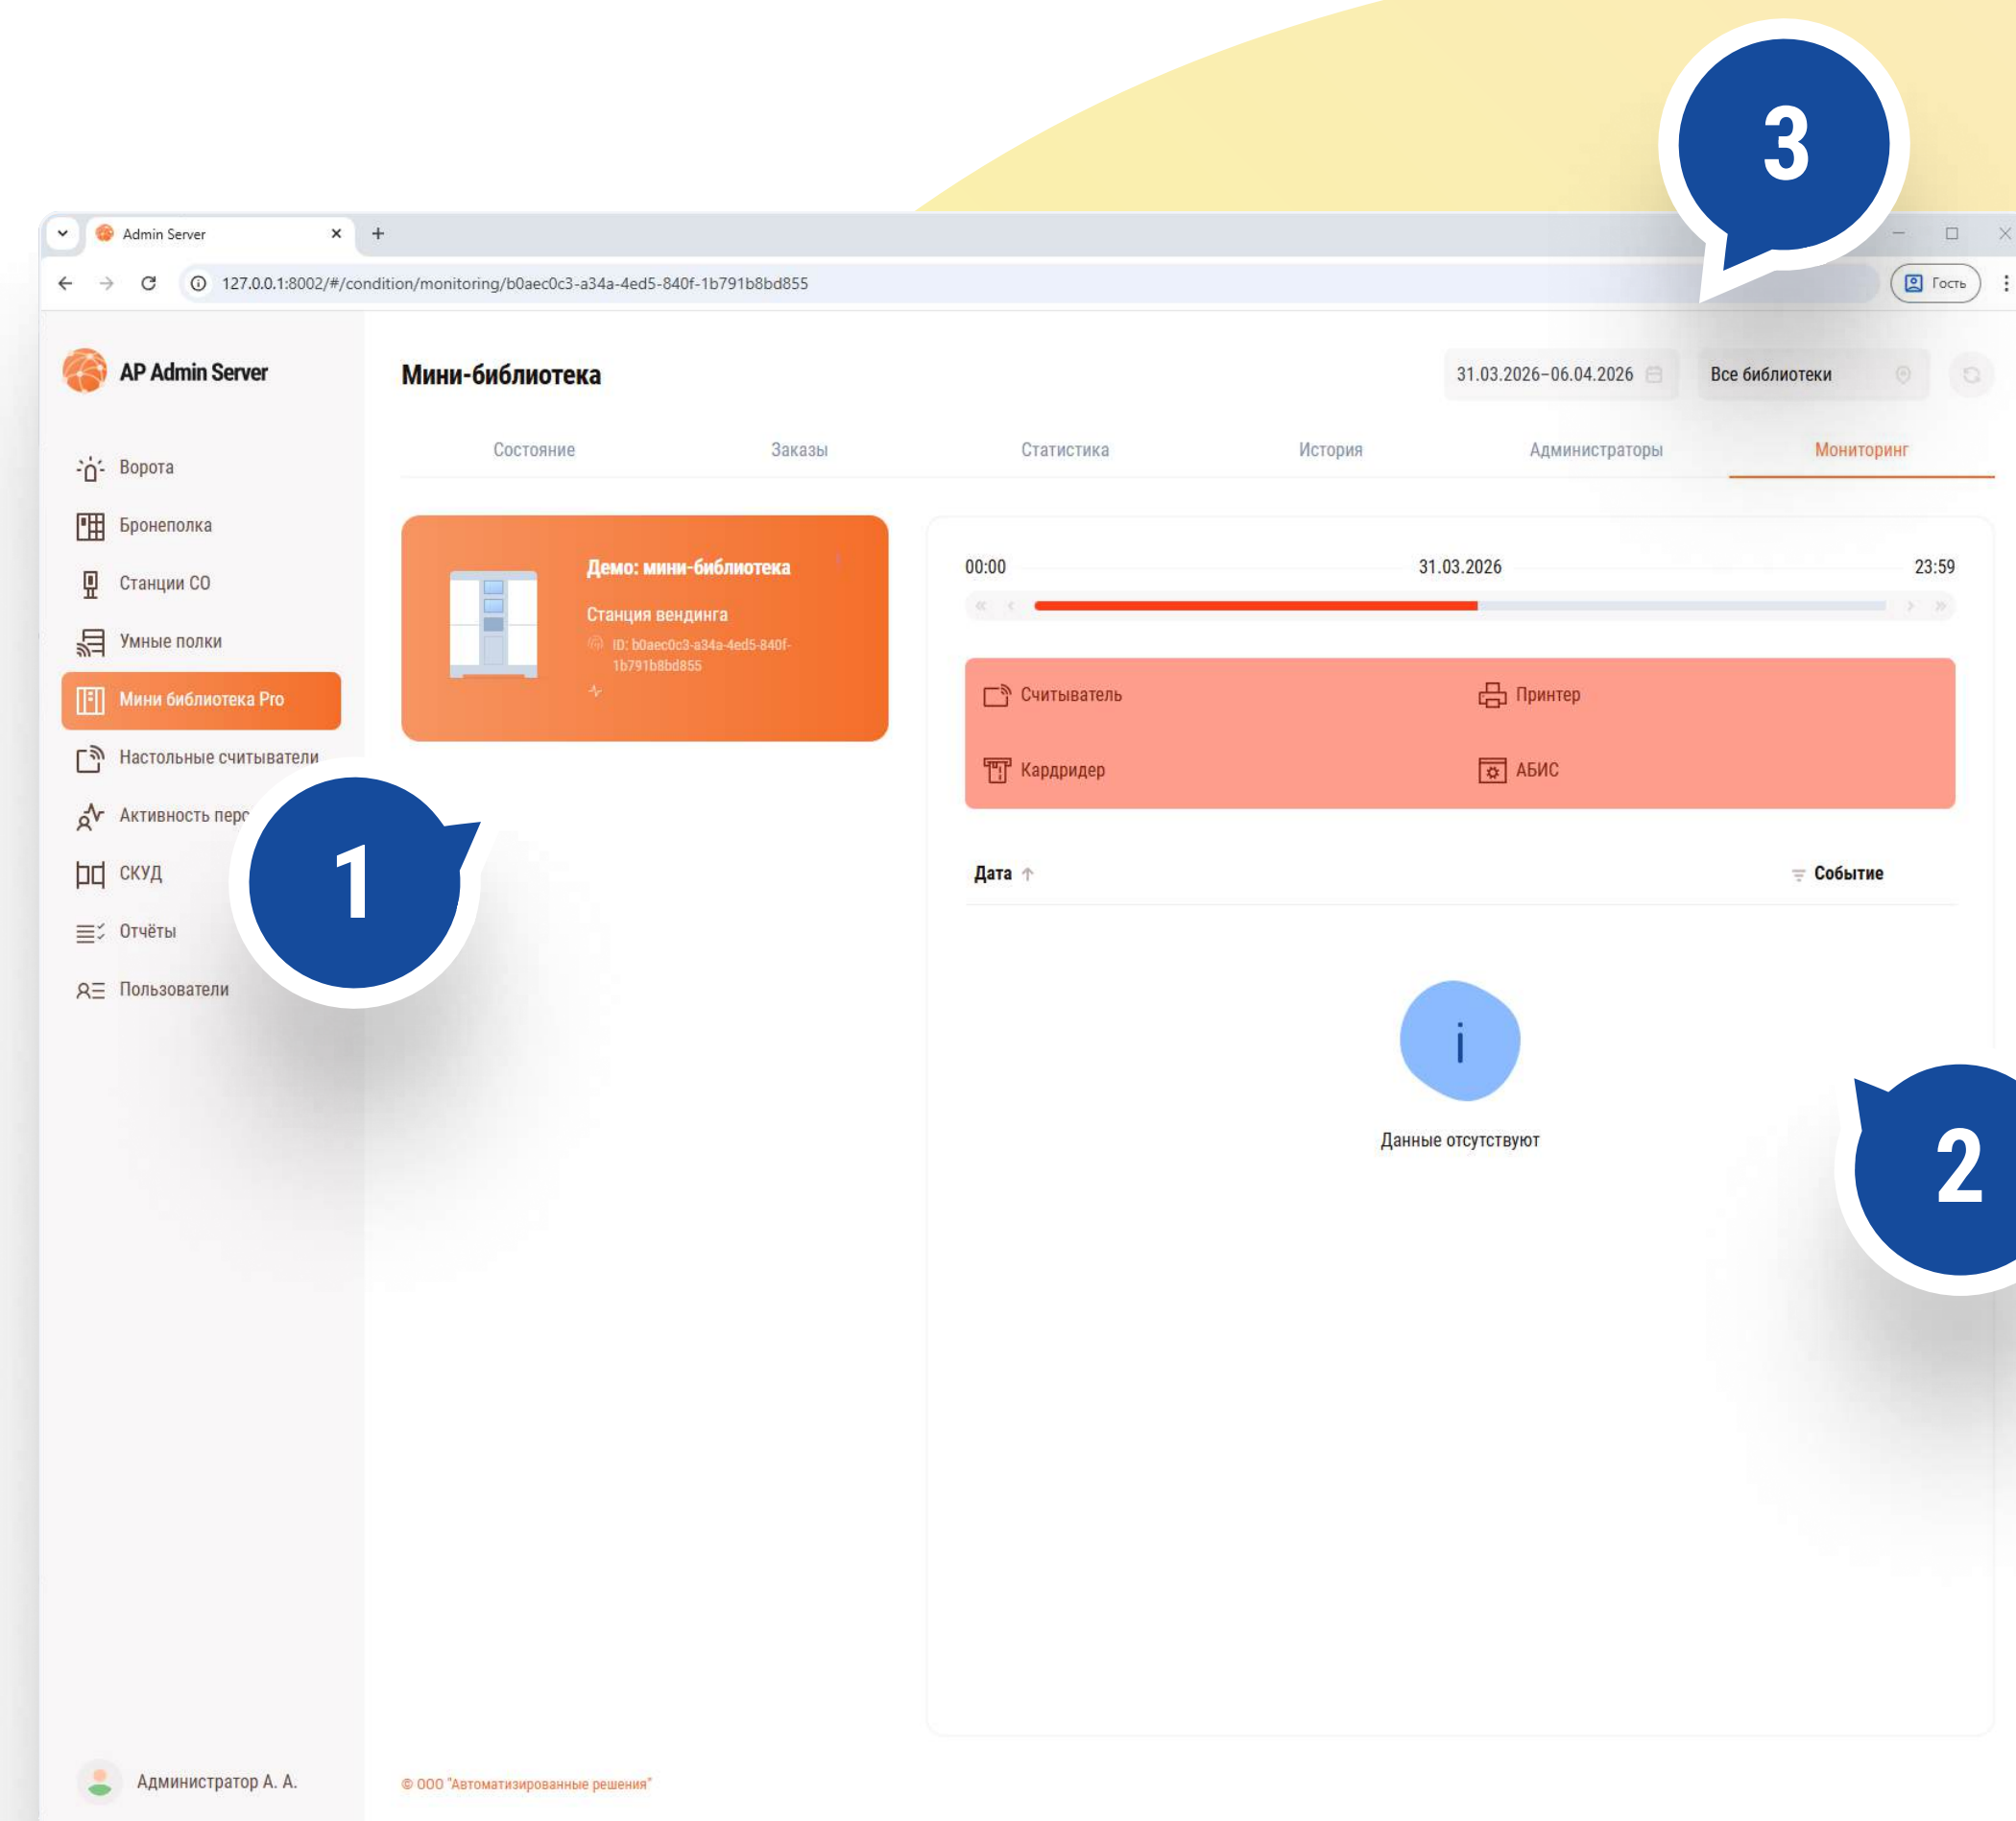 3
Admin Server
127.0.0.1:8002/#/condition/monitoring/b0aec0c3-a34a-4ed5-840f-1b791b8bd855
Гость
AP Admin Server
Мини-библиотека
31.03.2026–06.04.2026
Все библиотеки
Состояние
Заказы
Статистика
История
Администраторы
Мониторинг
Ворота
Бронеполка
Станции СО
Умные полки
Мини библиотека Pro
Настольные считыватели
Активность перс
СКУД
Отчёты
Пользователи
Демо: мини-библиотека
Станция вендинга
ID: b0aec0c3-a34a-4ed5-840f-
1b791b8bd855
1
00:00
31.03.2026
23:59
Считыватель
Принтер
Кардридер
АБИС
Дата
Событие
i
Данные отсутствуют
2
Администратор А. А.
© ООО "Автоматизированные решения"